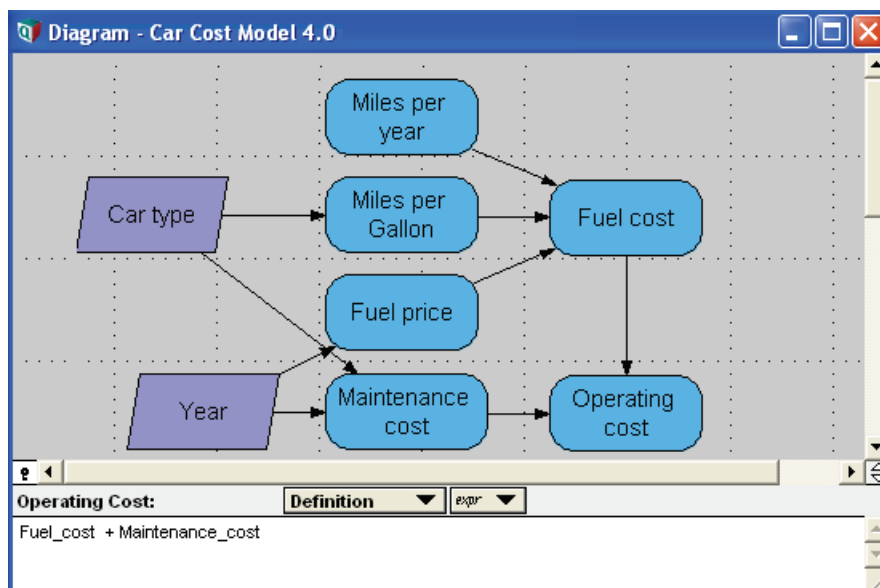 Diagram - Car Cost Model 4.0
Miles per
year
Car type
Miles per
Gallon
Fuel cost
Fuel price
Year
Maintenance
cost
Operating
cost
Operating Cost:
Definition
expr
Fuel_cost + Maintenance_cost